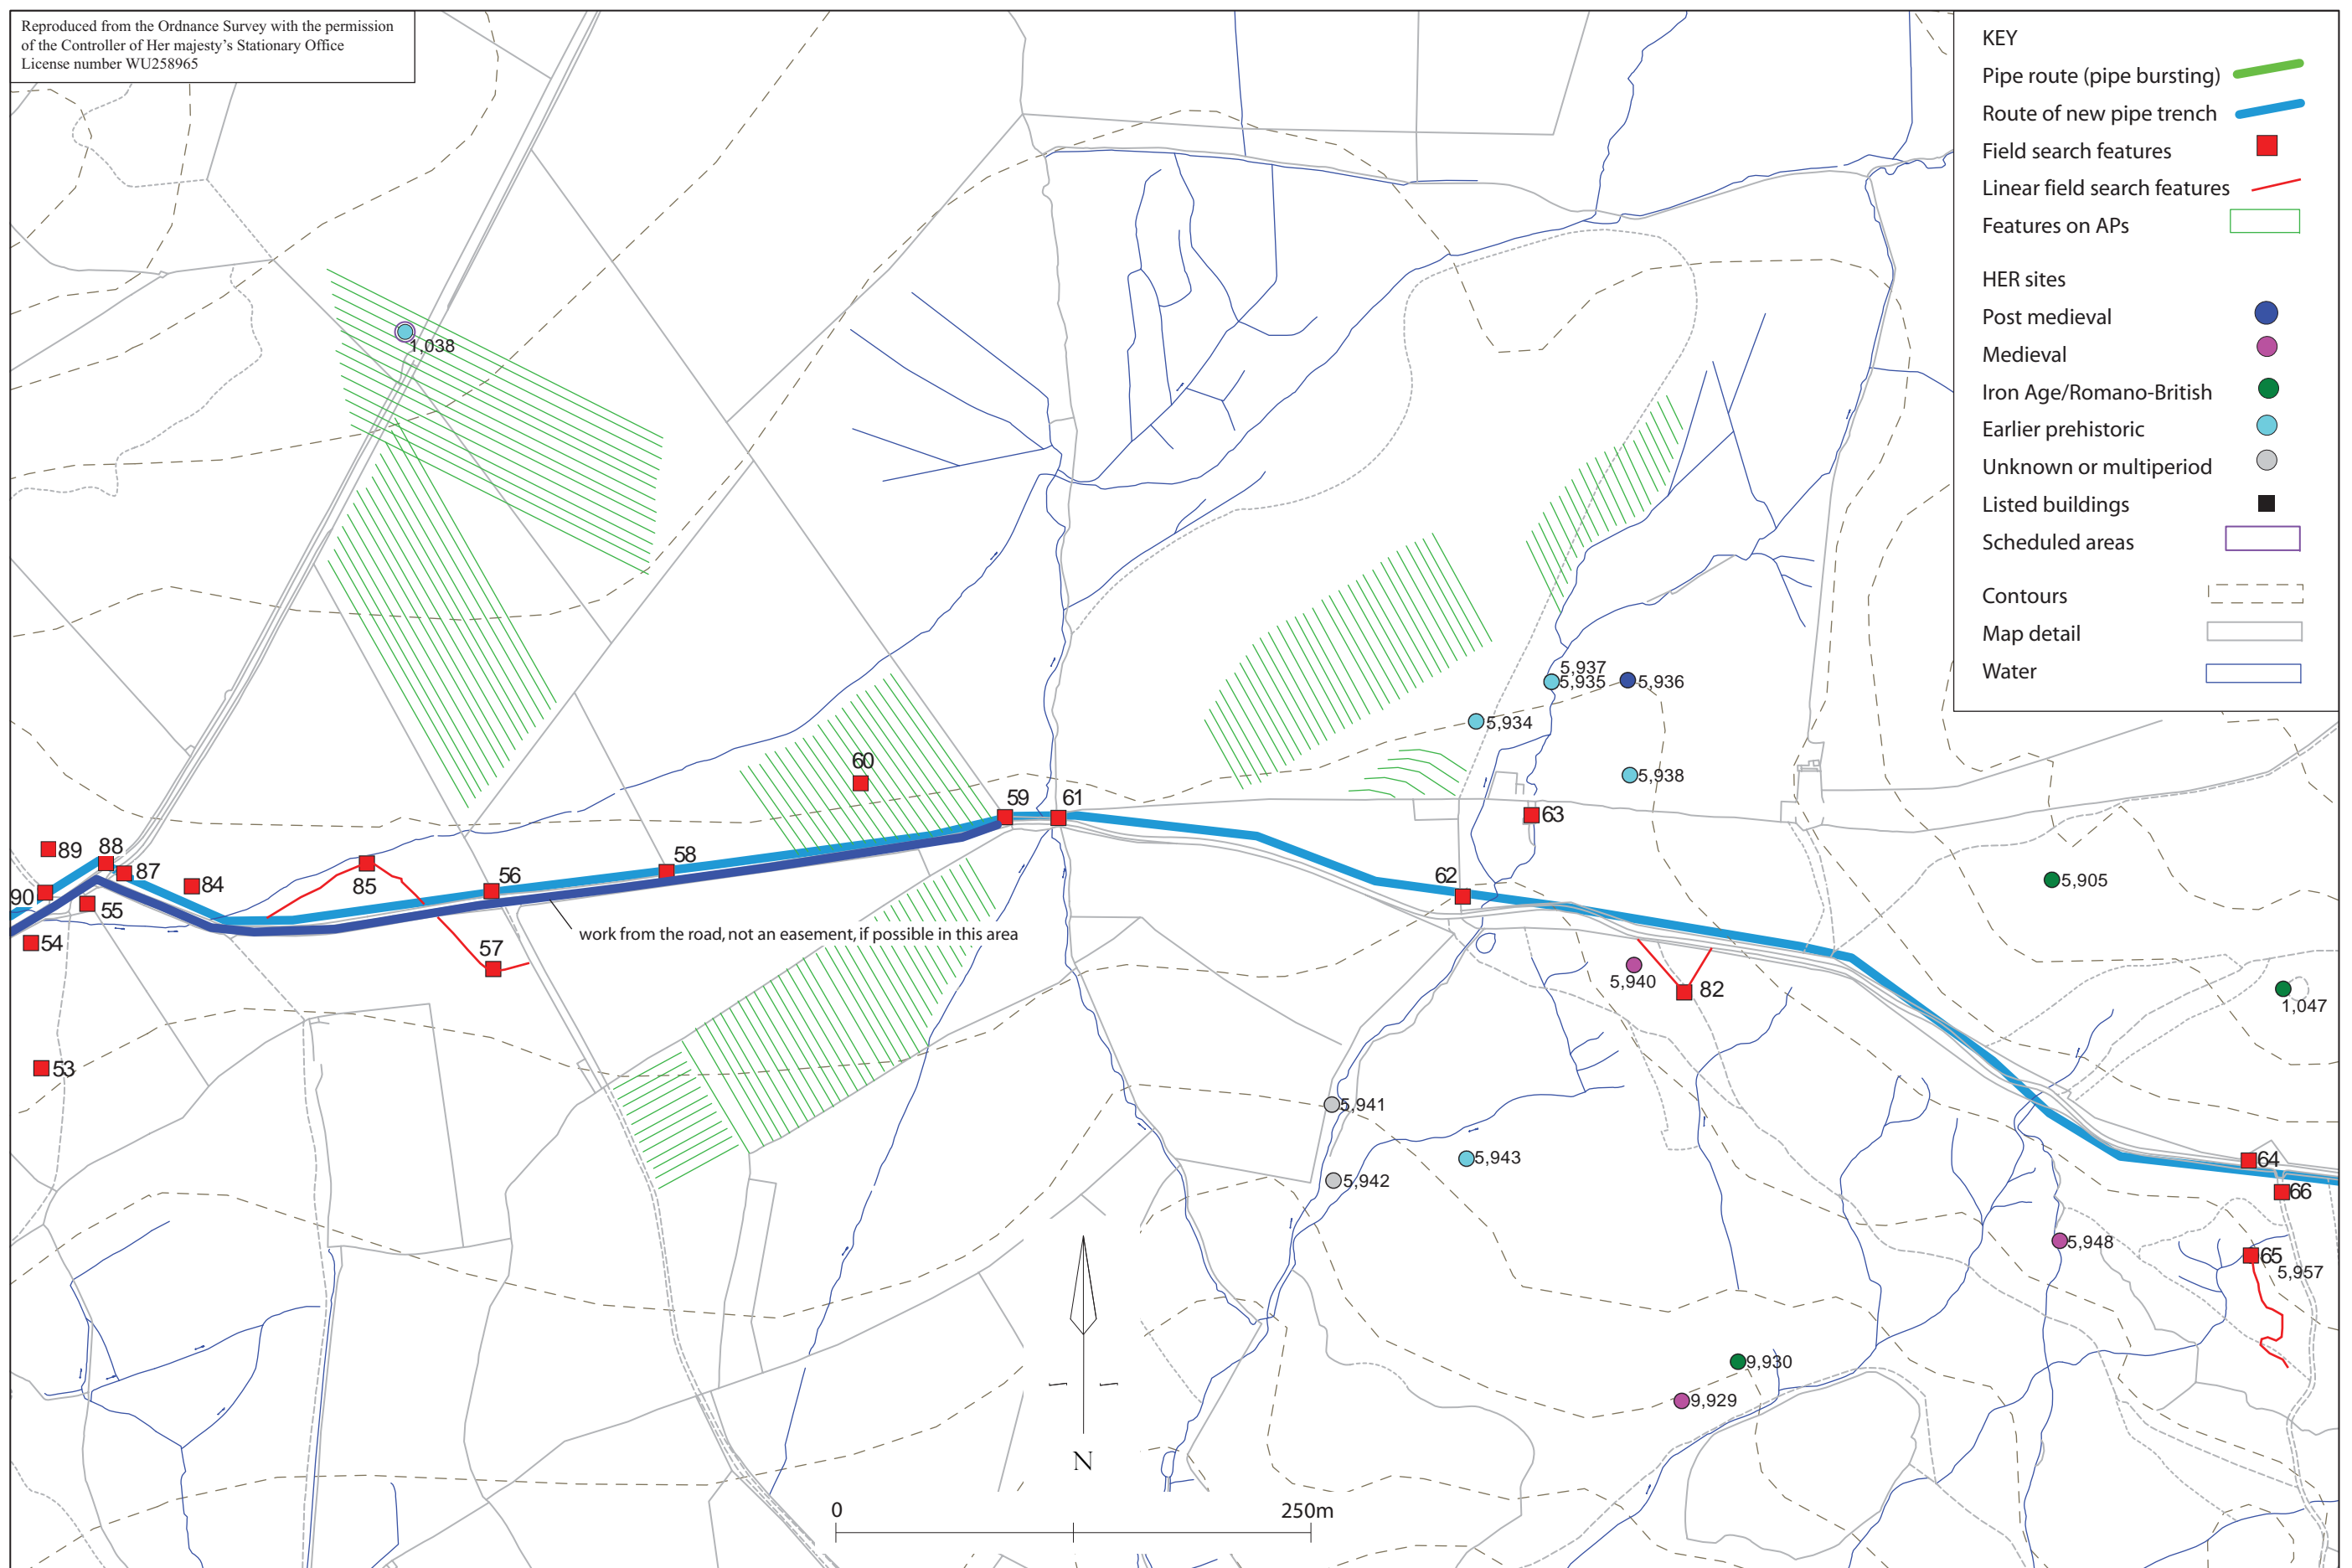 Reproduced from the Ordnance Survey with the permission
of the Controller of Her majesty's Stationary Office
License number WU258965
KEY
Pipe route (pipe bursting)
Route of new pipe trench
Field search features
Linear field search features
Features on APs
HER sites
Post medieval
Medieval
Iron Age/Romano-British
Earlier prehistoric
Unknown or multiperiod
Listed buildings
Scheduled areas
Contours
Map detail
Water
1,038
5,937
5,935
5,936
5,934
5,938
60
59
61
63
89
88
87
84
85
56
58
62
5,905
90
55
54
57
work from the road, not an easement, if possible in this area
5,940
82
1,047
53
5,941
5,943
5,942
64
66
5,948
65
5,957
9,930
9,929
N
0
250m